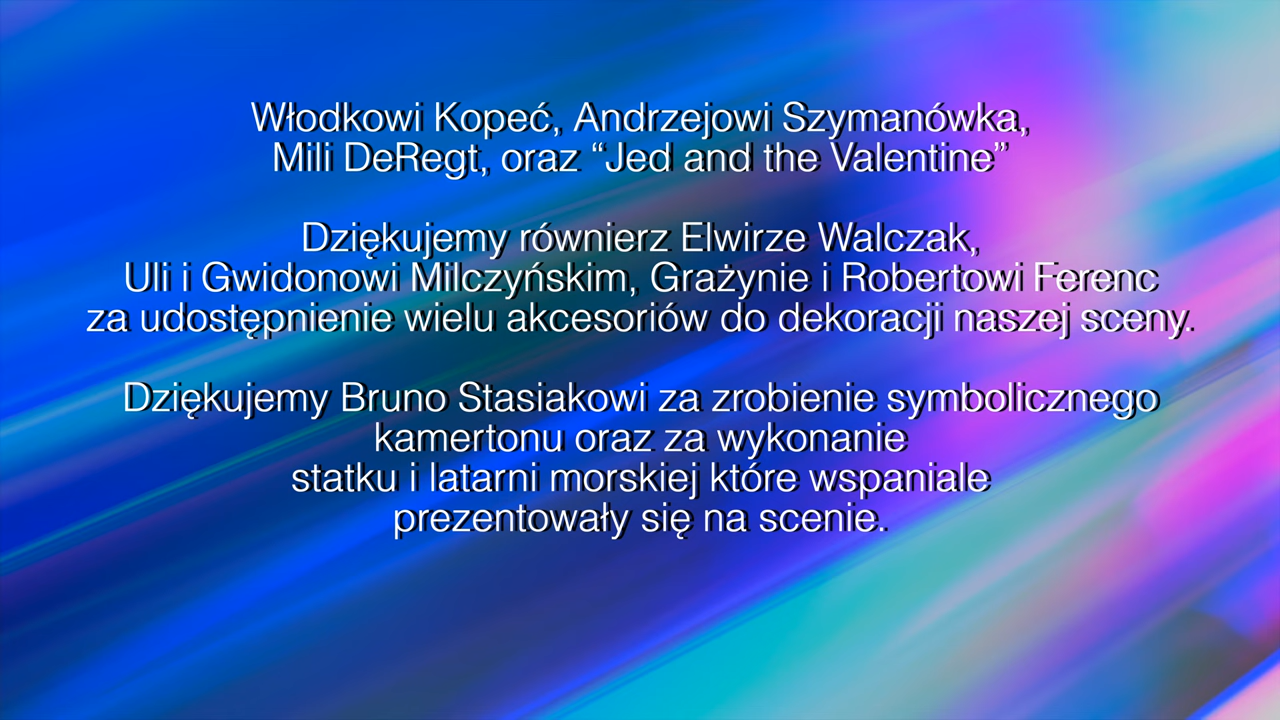 Włodkowi Kopeć, Andrzejowi Szymanówka,
Mili DeRegt, oraz “Jed and the Valentine”
Dziękujemy równierz Elwirze Walczak,
Uli i Gwidonowi Milczyńskim, Grażynie i Robertowi Ferenc
za udostępnienie wielu akcesoriów do dekoracji naszej sceny.
Dziękujemy Bruno Stasiakowi za zrobienie symbolicznego
kamertonu oraz za wykonanie
statku i latarni morskiej które wspaniale
prezentowały się na scenie.